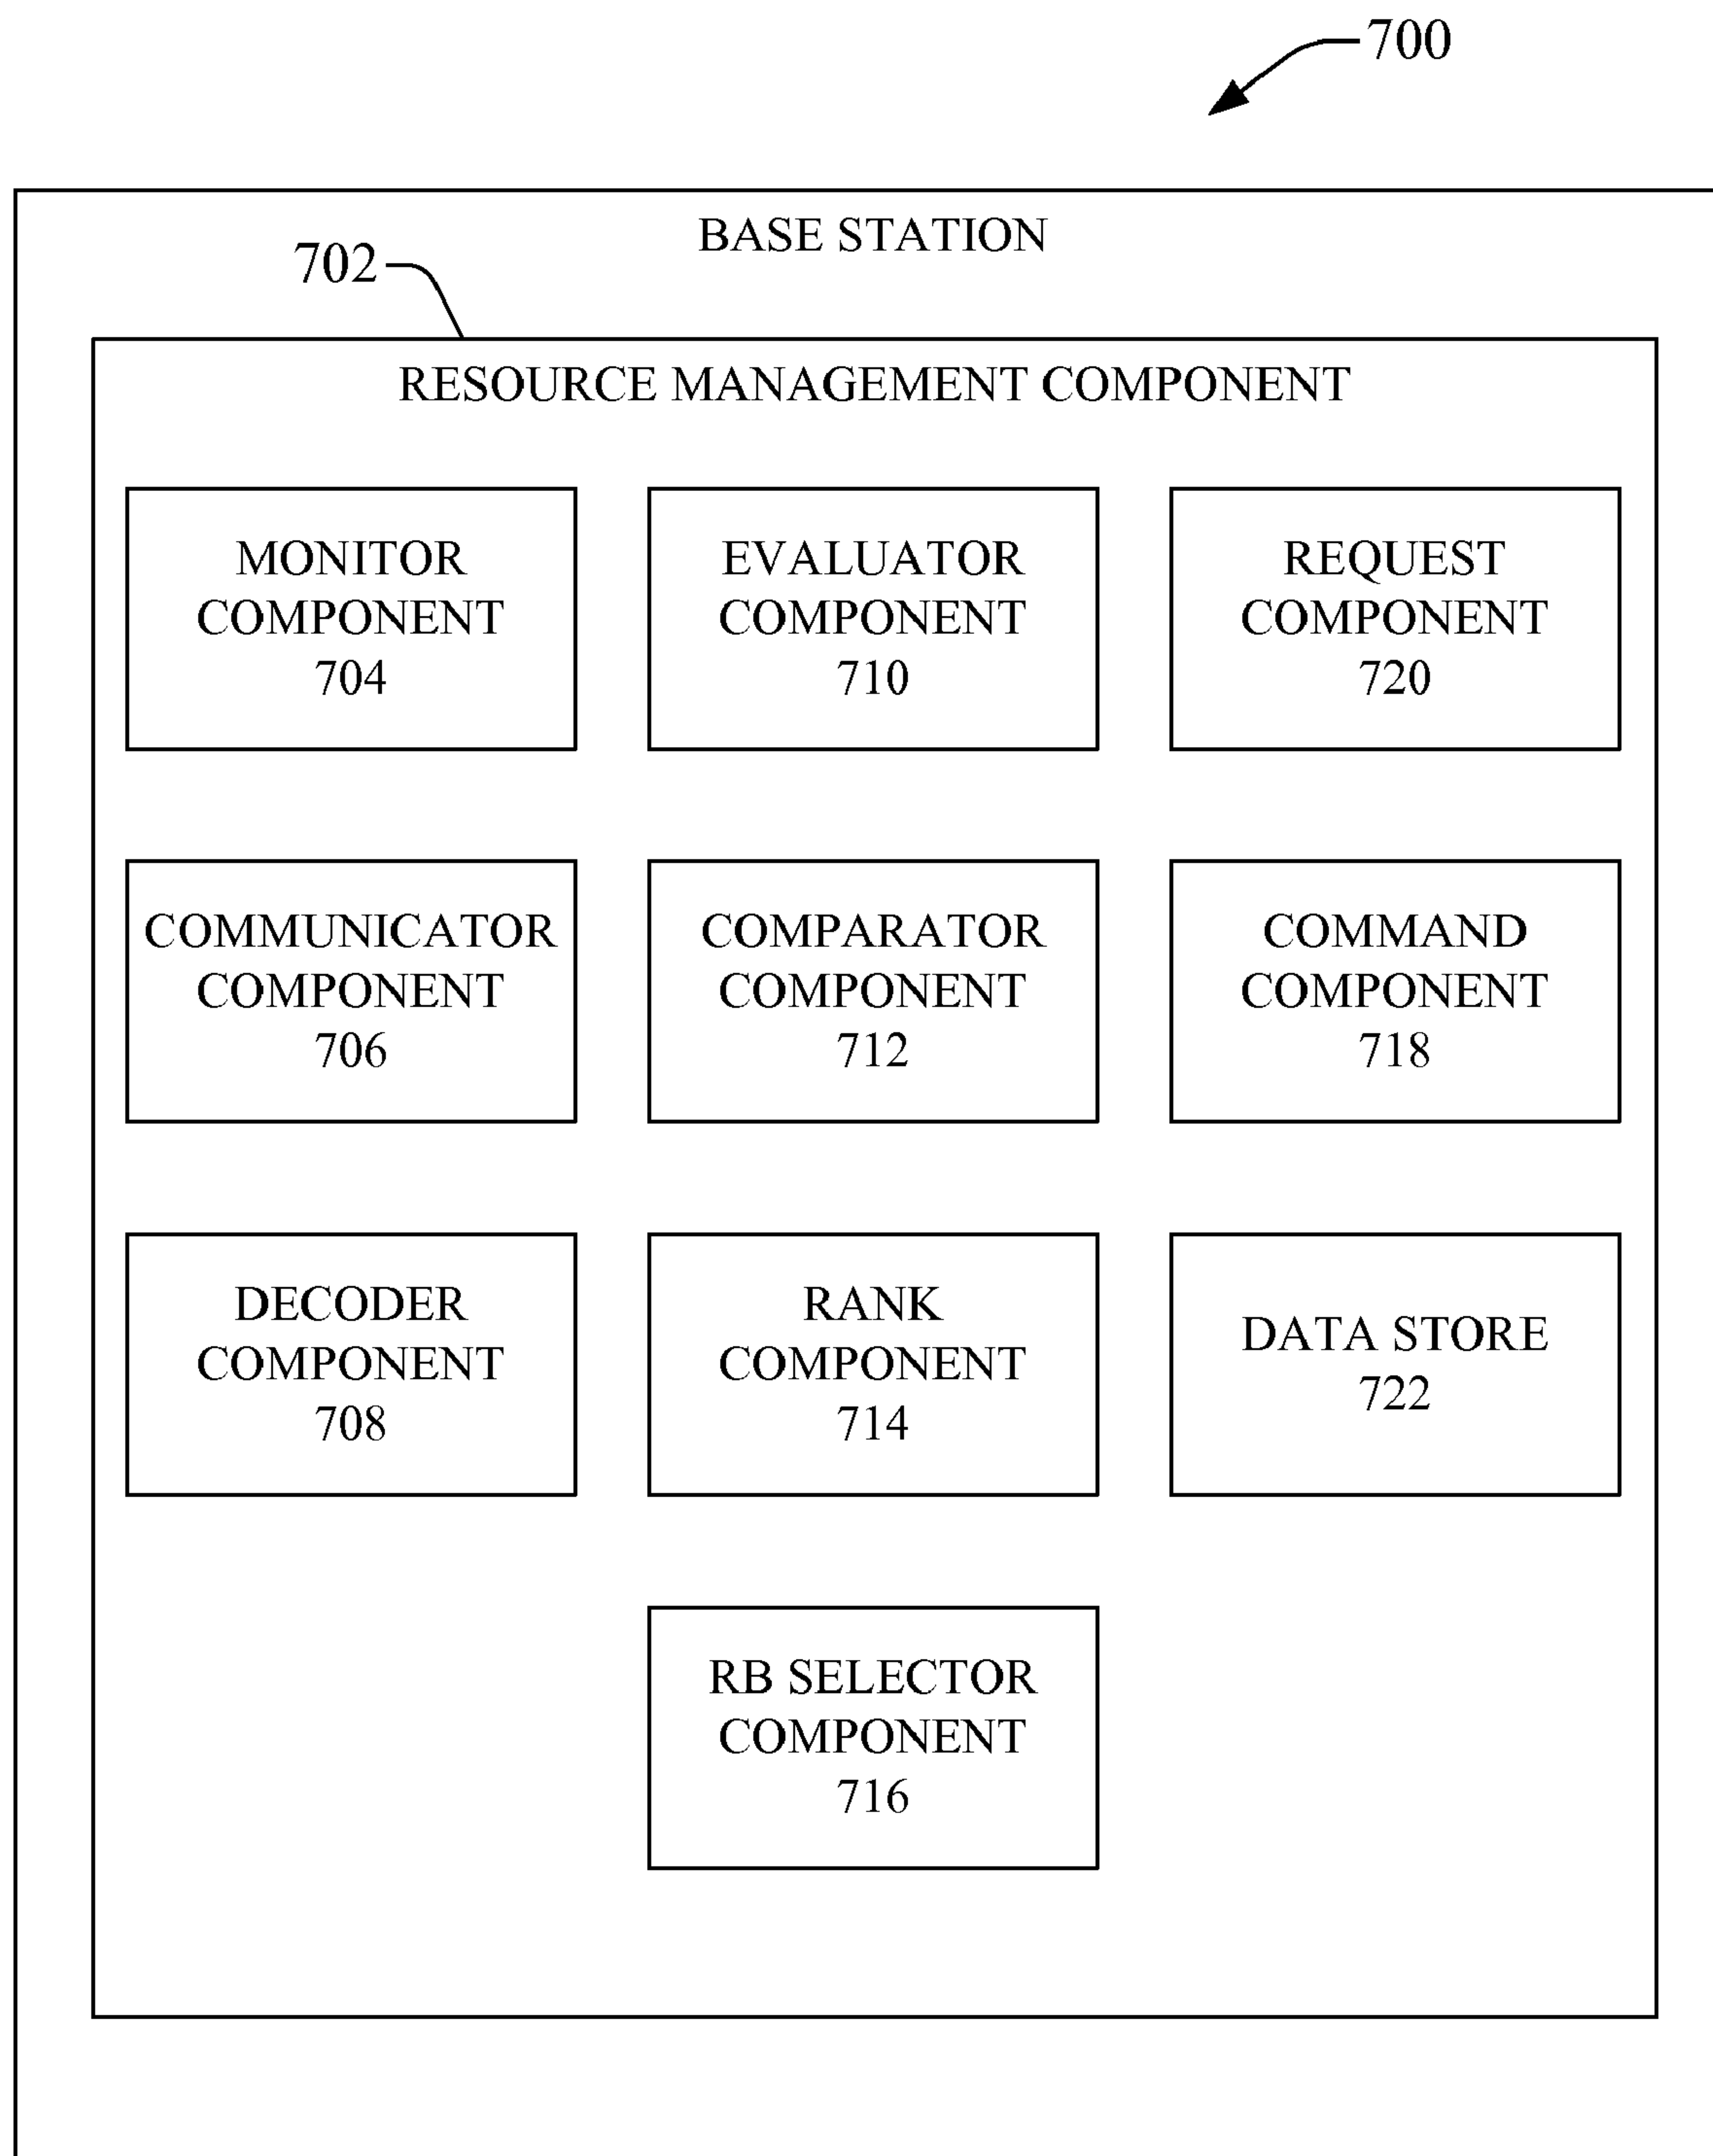 700
BASE STATION
702
RESOURCE MANAGEMENT COMPONENT
MONITOR
COMPONENT
704
EVALUATOR
COMPONENT
710
REQUEST
COMPONENT
720
COMMUNICATOR
COMPONENT
706
COMPARATOR
COMPONENT
712
COMMAND
COMPONENT
718
DECODER
COMPONENT
708
RANK
COMPONENT
714
DATA STORE
722
RB SELECTOR
COMPONENT
716